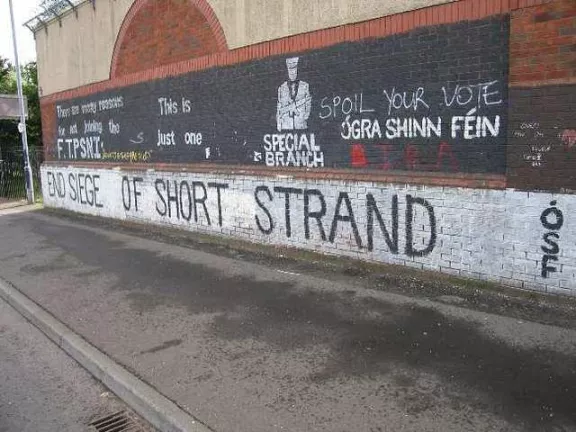 There are many reasons
for not joining the
F.T.PSNI.
This is
Just one
SPECIAL
BRANCH
SPOIL YOUR VOTE
ÓGRA SHINN FÉIN
IRA
END SIEGE OF SHORT STRAND
ÓSF